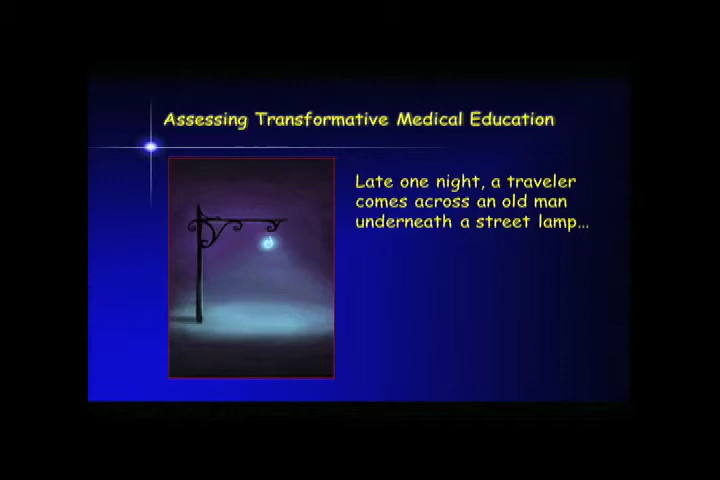 Assessing Transformative Medical Education
Late one night, a traveler
comes across an old man
underneath a street lamp...